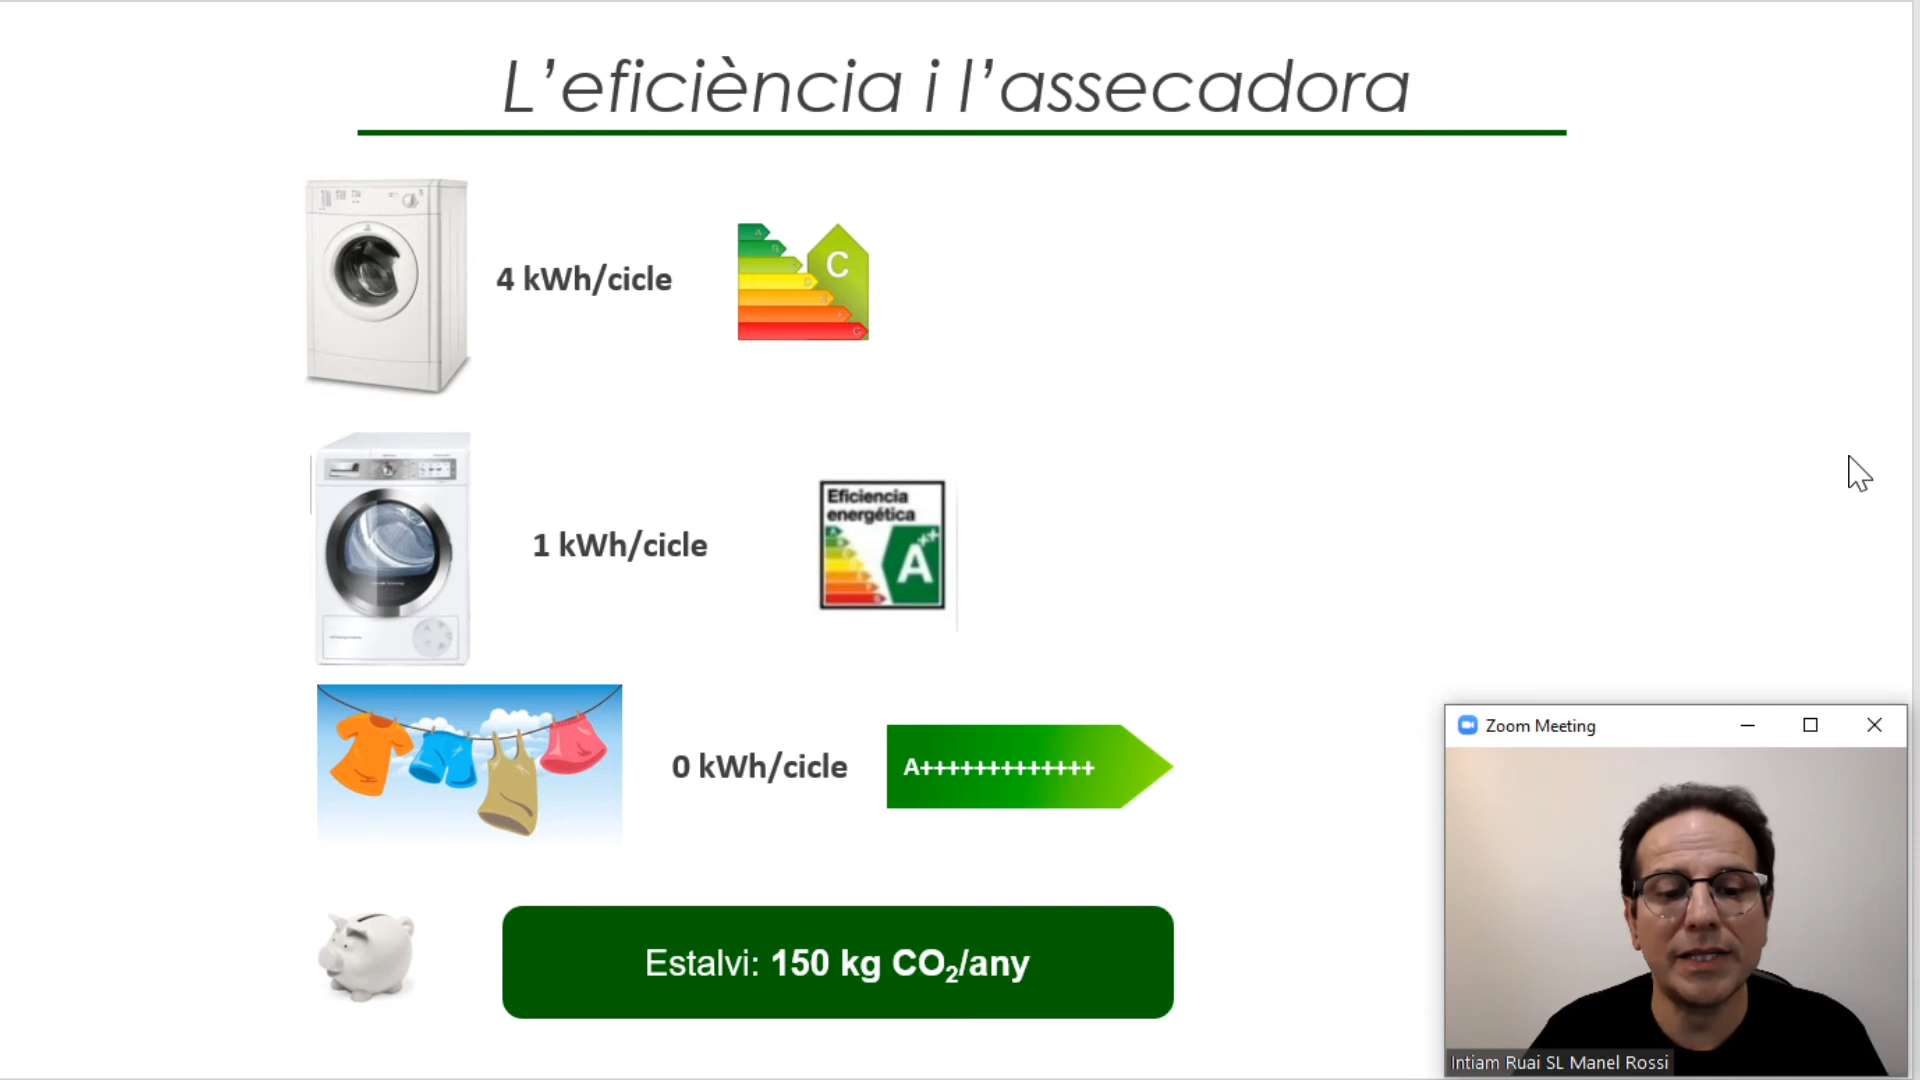 L’eficiència i l’assecadora
4 kWh/cicle
A
B
D
E
F
G
C
1 kWh/cicle
Eficiencia
energética
A++
0 kWh/cicle
A+++++++++++++
Estalvi: 150 kg CO₂/any
Zoom Meeting
Intiam Ruai SL Manel Rossi